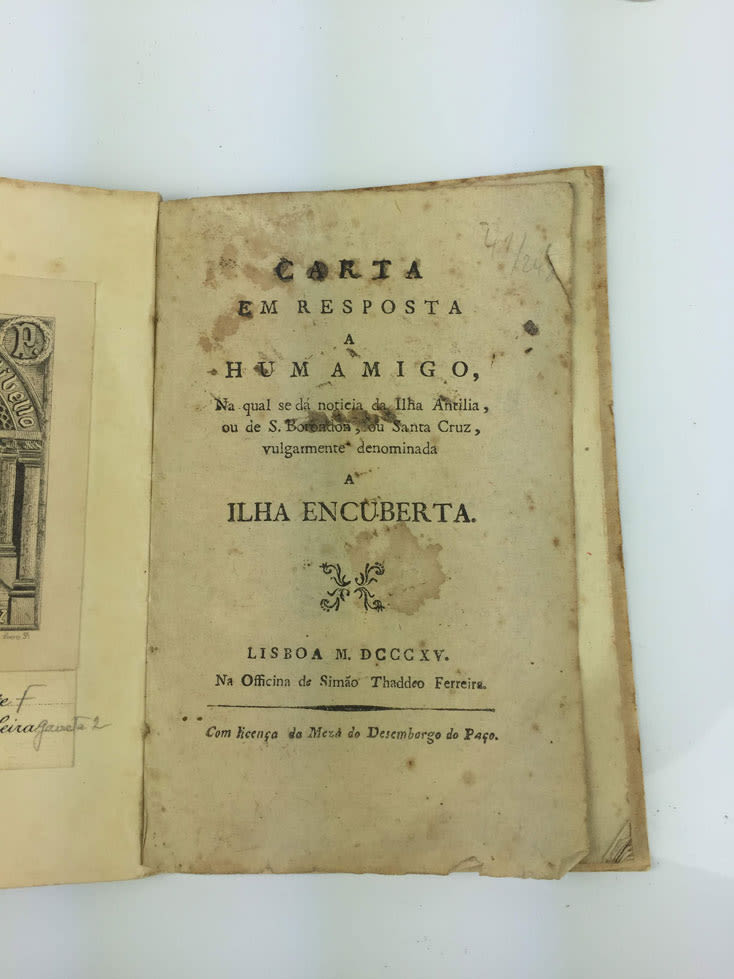 P.
CARTA
EM RESPOSTA
A
HUM AMIGO,
Na qual se dá noticia da Ilha Antilia,
ou de S. Borondon, ou Santa Cruz,
vulgarmente denominada
A
ILHA ENCUBERTA.
LISBOA M. DCCCXV.
Na Officina de Simão Thaddeo Ferreira.
Com licença da Meza do Desembargo do Paço.
F
gaveta 2